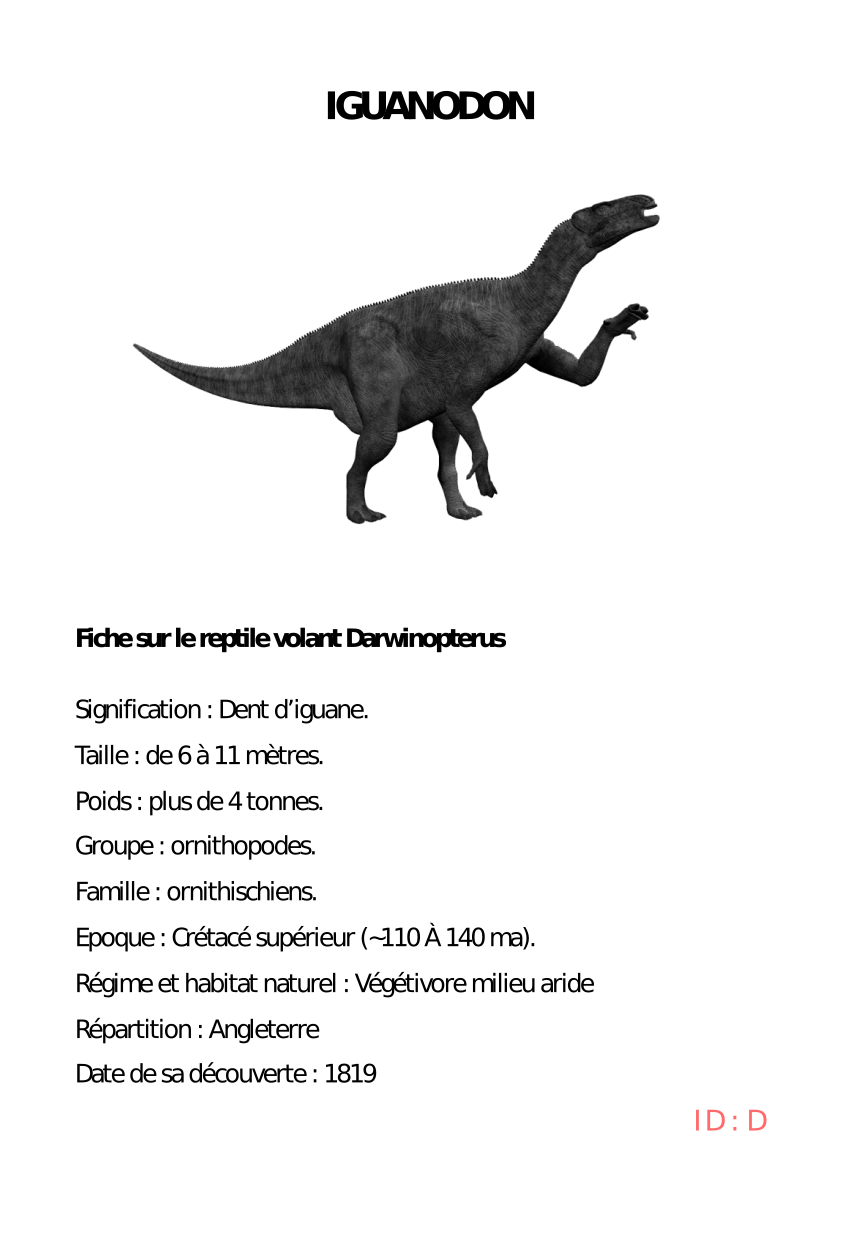 IGUANODON
Fiche sur le reptile volant Darwinopterus
Signification : Dent d’iguane.
Taille : de 6 à 11 mètres.
Poids : plus de 4 tonnes.
Groupe : ornithopodes.
Famille : ornithischiens.
Epoque : Crétacé supérieur (~110 À 140 ma).
Régime et habitat naturel : Végétivore milieu aride
Répartition : Angleterre
Date de sa découverte : 1819
ID : D